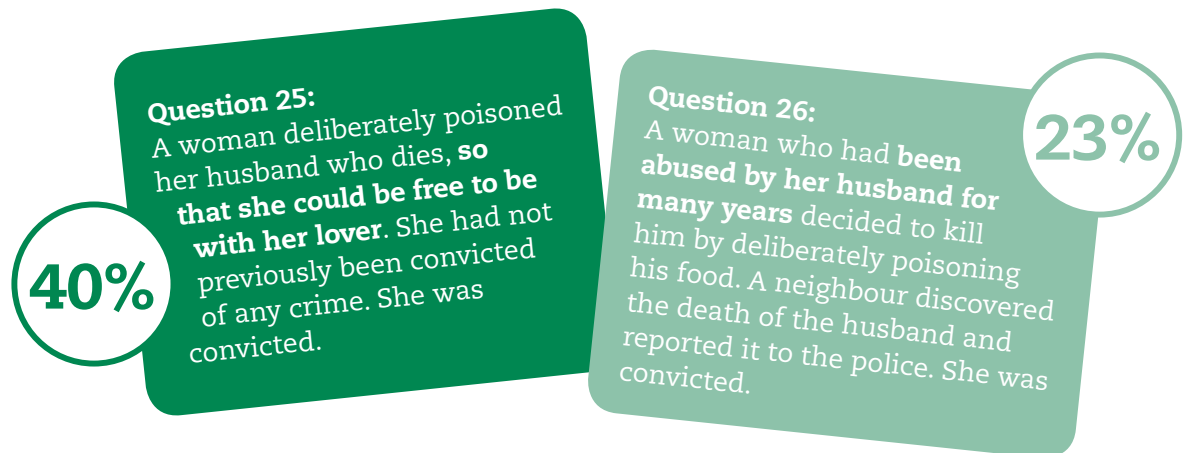 Question 25:
A woman deliberately poisoned
her husband who dies, so
that she could be free to be
with her lover. She had not
previously been convicted
of any crime. She was
convicted.
40%
Question 26:
A woman who had been
abused by her husband for
many years decided to kill
him by deliberately poisoning
his food. A neighbour discovered
the death of the husband and
reported it to the police. She was
convicted.
23%